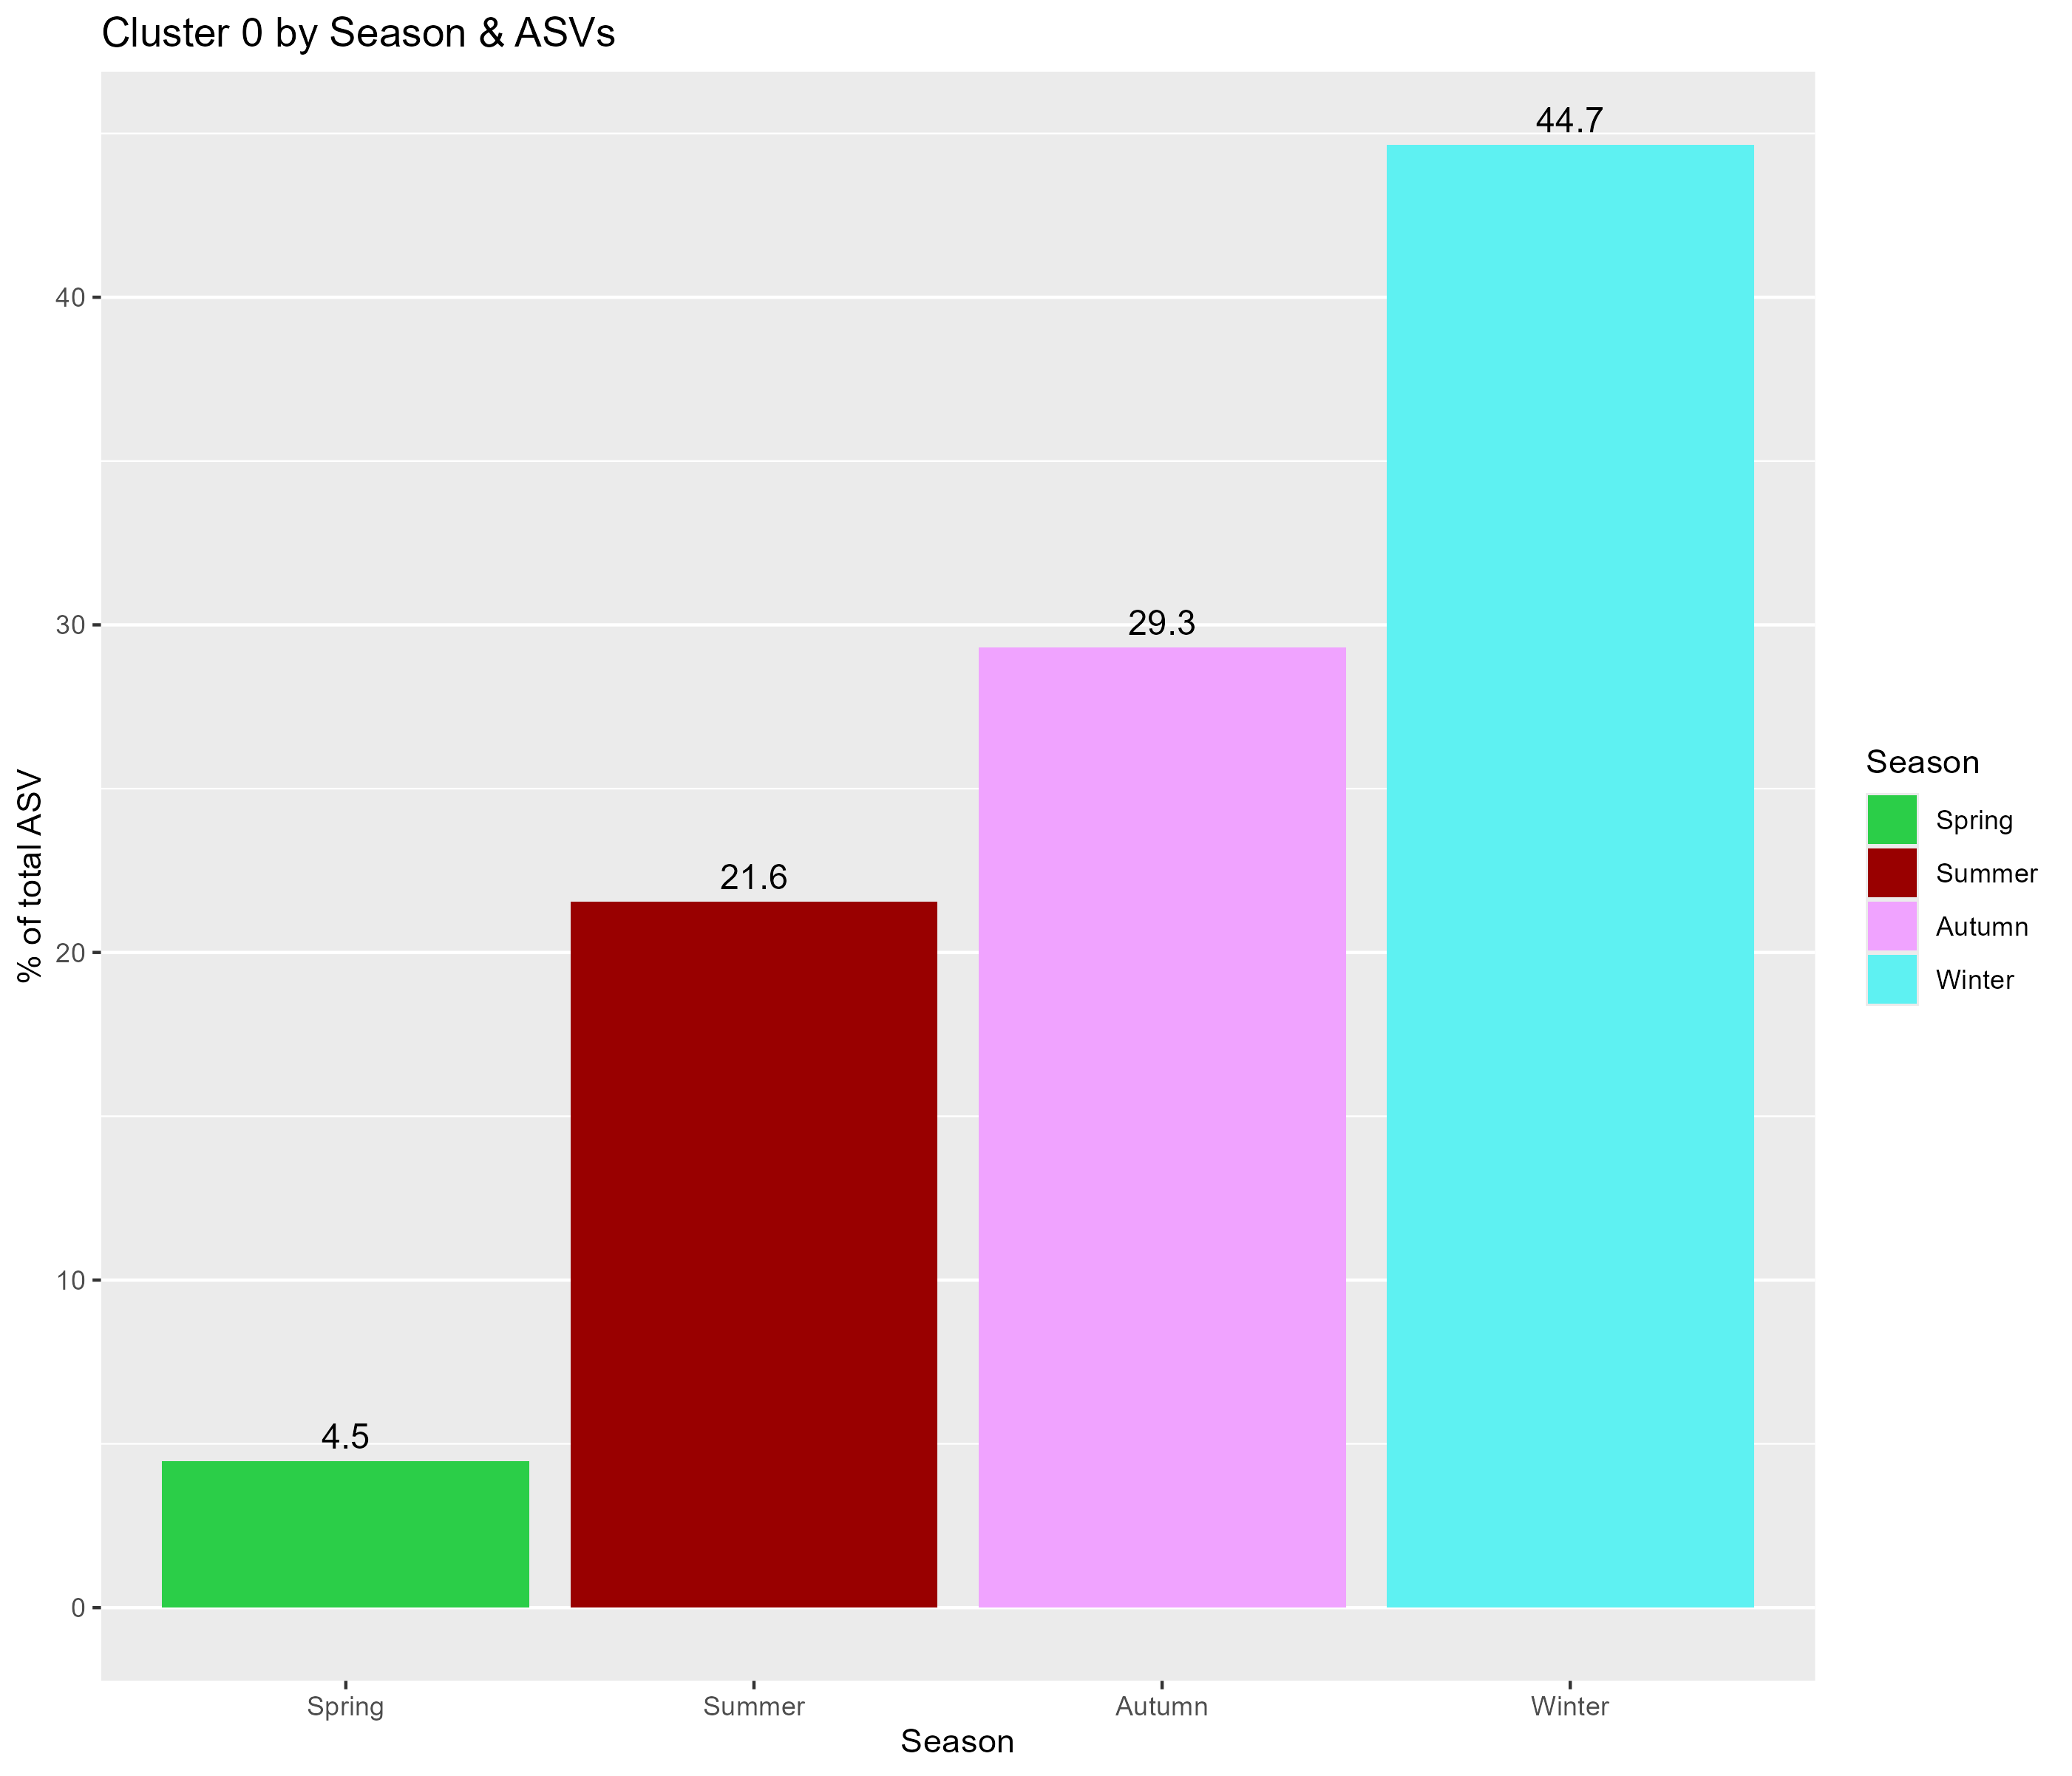 Cluster 0 by Season & ASVs
% of total ASV
40
30
20
10
0
4.5
21.6
29.3
44.7
Spring
Summer
Autumn
Winter
Season
Season
Spring
Summer
Autumn
Winter